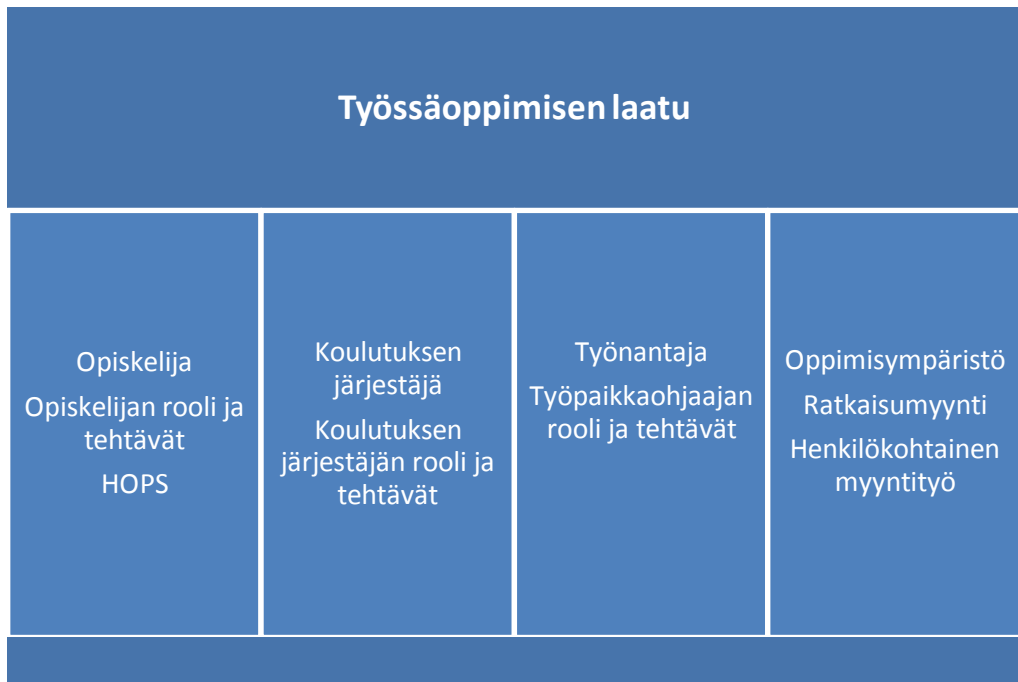 Työssäoppimisen laatu
Opiskelija
Opiskelijan rooli ja
tehtävät
HOPS
Koulutuksen
järjestäjä
Koulutuksen
järjestäjän rooli ja
tehtävät
Työnantaja
Työpaikkaohjaajan
rooli ja tehtävät
Oppimisympäristö
Ratkaisumyynti
Henkilökohtainen
myyntityö